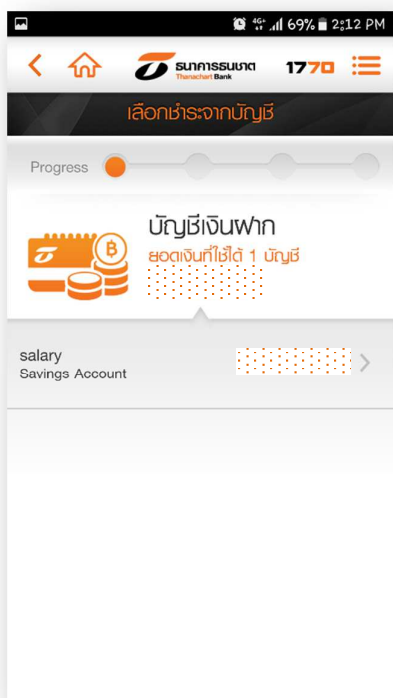 4G+ 69% 2:12 PM
ธนาคารธนชาต 1770
Thanachart Bank
เลือกชำระจากบัญชี
Progress
บัญชีเงินฝาก
ยอดเงินที่ใช้ได้ 1 บัญชี
salary
Savings Account